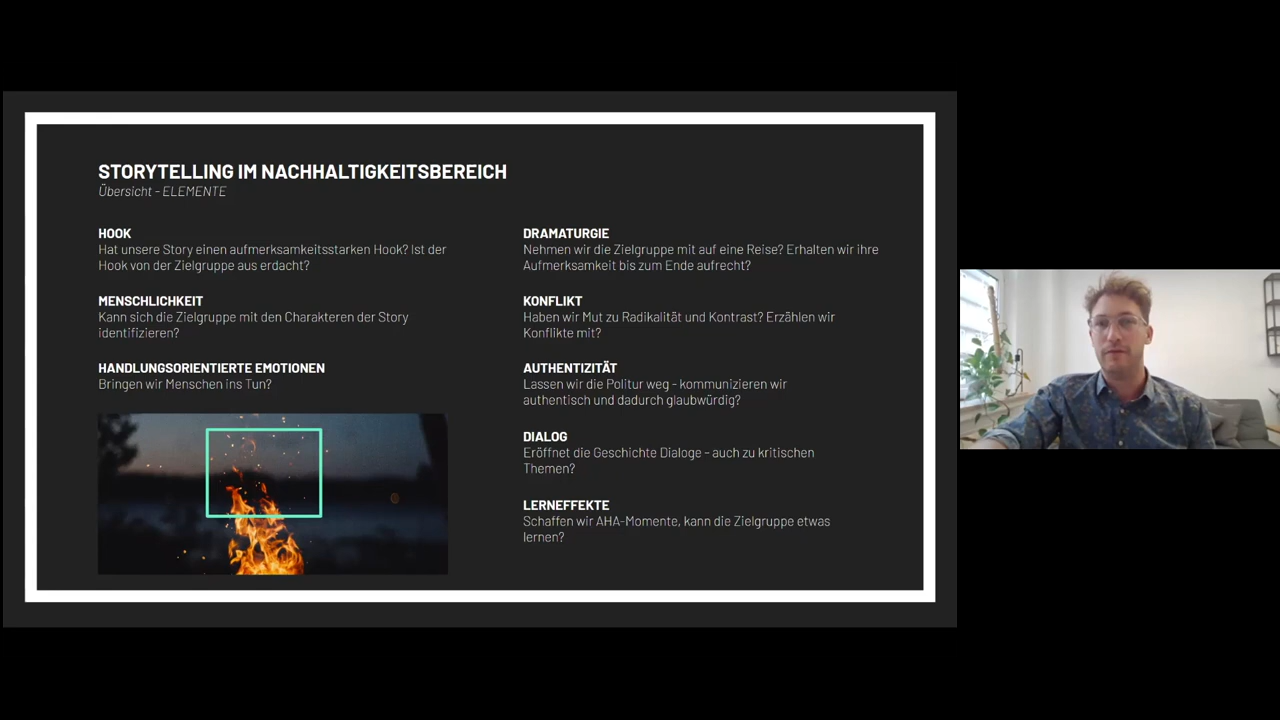 STORYTELLING IM NACHHALTIGKEITSBEREICH
Übersicht - ELEMENTE
HOOK
Hat unsere Story einen aufmerksamkeitsstarken Hook? Ist der
Hook von der Zielgruppe aus erdacht?
MENSCHLICHKEIT
Kann sich die Zielgruppe mit den Charakteren der Story
identifizieren?
HANDLUNGSORIENTIERTE EMOTIONEN
Bringen wir Menschen ins Tun?
DRAMATURGIE
Nehmen wir die Zielgruppe mit auf eine Reise? Erhalten wir ihre
Aufmerksamkeit bis zum Ende aufrecht?
KONFLIKT
Haben wir Mut zu Radikalität und Kontrast? Erzählen wir
Konflikte mit?
AUTHENTIZITÄT
Lassen wir die Politur weg - kommunizieren wir
authentisch und dadurch glaubwürdig?
DIALOG
Eröffnet die Geschichte Dialoge – auch zu kritischen
Themen?
LERNEFFEKTE
Schaffen wir AHA-Momente, kann die Zielgruppe etwas
lernen?